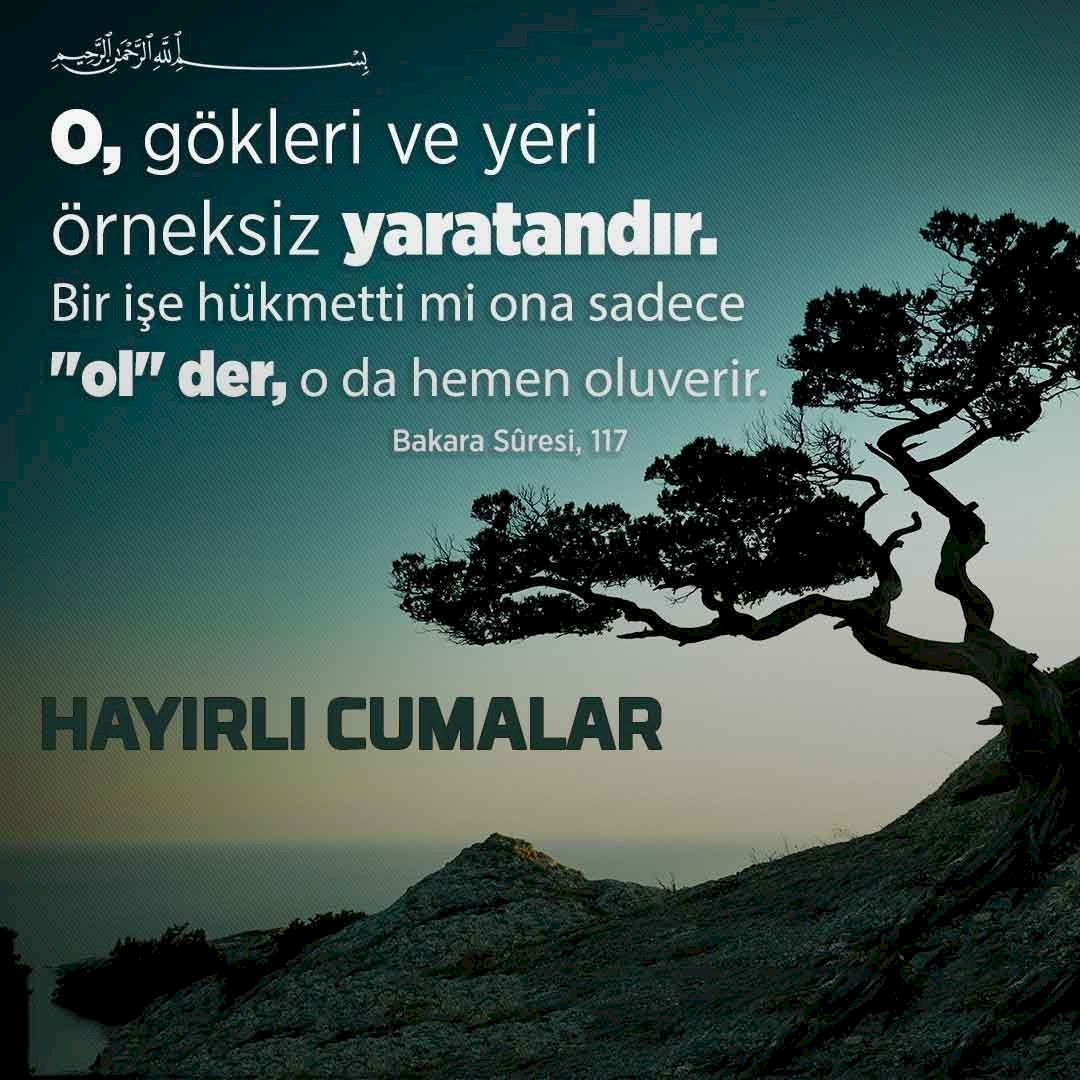 بِسْمِ اللَّهِ الرَّحْمَٰنِ الرَّحِيمِ
O, gökleri ve yeri
örneksiz yaratandır.
Bir işe hükmetti mi ona sadece
"ol" der, o da hemen oluverir.
Bakara Sûresi, 117
HAYIRLI CUMALAR